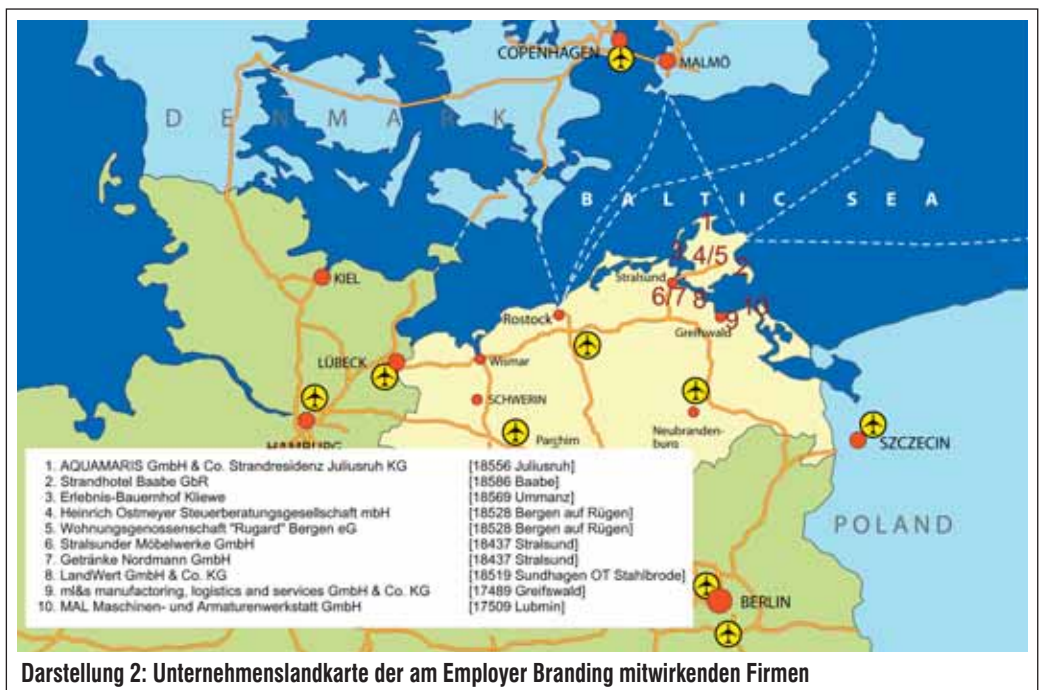 COPENHAGEN
MALMÖ
DENMARK
BALTIC SEA
1
3
4/5
2
KIEL
Stralsund
6/7
8
10
9
Rostock
Greifswald
LÜBECK
Wismar
SCHWERIN
HAMBURG
Parchim
Neubranden-
burg
SZCZECIN
POLAND
BERLIN
1. AQUAMARIS GmbH & Co. Strandresidenz Juliusruh KG [18556 Juliusruh]
2. Strandhotel Baabe GbR [18586 Baabe]
3. Erlebnis-Bauernhof Kliewe [18569 Ummanz]
4. Heinrich Ostmeyer Steuerberatungsgesellschaft mbH [18528 Bergen auf Rügen]
5. Wohnungsgenossenschaft "Rugard" Bergen eG [18528 Bergen auf Rügen]
6. Stralsunder Möbelwerke GmbH [18437 Stralsund]
7. Getränke Nordmann GmbH [18437 Stralsund]
8. LandWert GmbH & Co. KG [18519 Sundhagen OT Stahlbrode]
9. ml&s manufactoring, logistics and services GmbH & Co. KG [17489 Greifswald]
10. MAL Maschinen- und Armaturenwerkstatt GmbH [17509 Lubmin]
Darstellung 2: Unternehmenslandkarte der am Employer Branding mitwirkenden Firmen